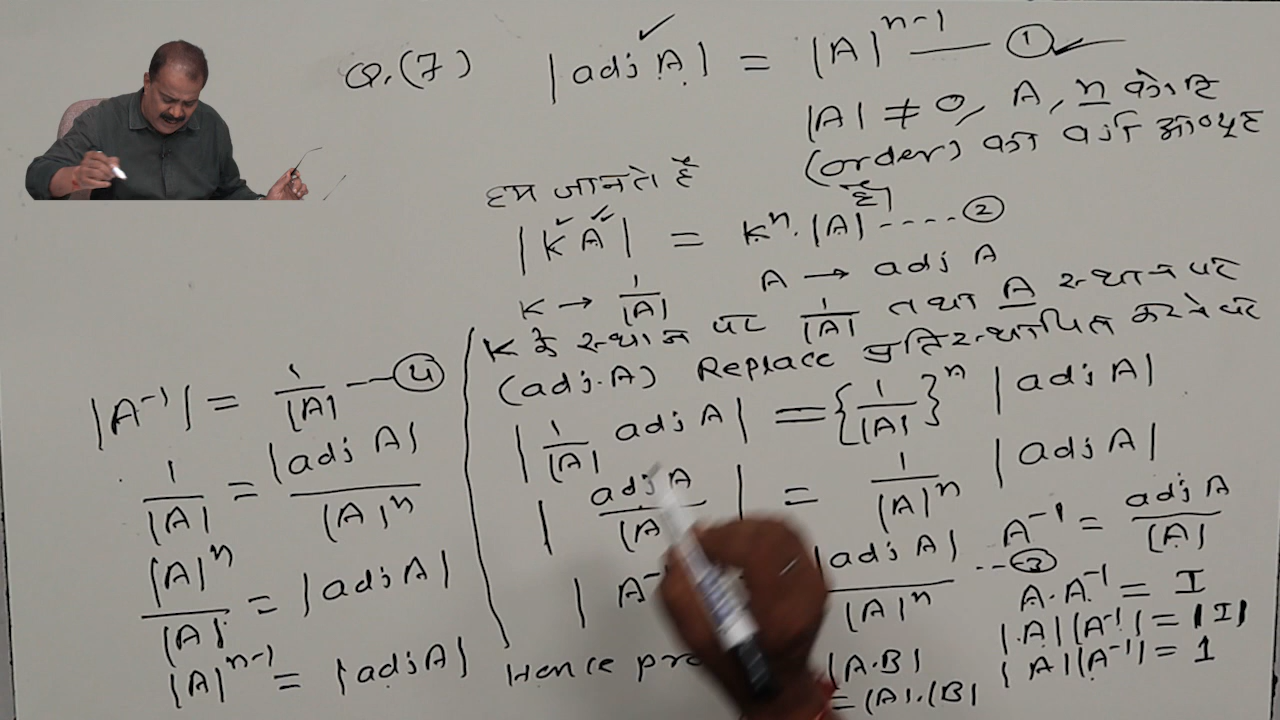 Q.(7) |adj A| = |A|^{n-1} —— ①
|A| ≠ 0, A, n कोटि
(order) का वर्ग आव्यूह
है।
हम जानते हैं
|KA| = K^n.|A| ---- ②
K → 1/|A| A → adj A
K के स्थान पर 1/|A| तथा A स्थान पर
(adj.A) Replace प्रतिस्थापित करने पर
|1/|A| adj A| = {1/|A|}^n |adj A|
|adj A/|A = 1/|A|^n |adj A|
|A^{-1} |adj A|/|A|^n --③
A^{-1} = adj A/|A|
A.A^{-1} = I
|A||A^{-1}| = |I|
|A||A^{-1}| = 1
|A.B|
= |A|.|B|
|A^{-1}| = 1/|A| ---④
1/|A| = |adj A|/|A|^n
|A|^n/|A| = |adj A|
|A|^{n-1} = |adj A| Hence